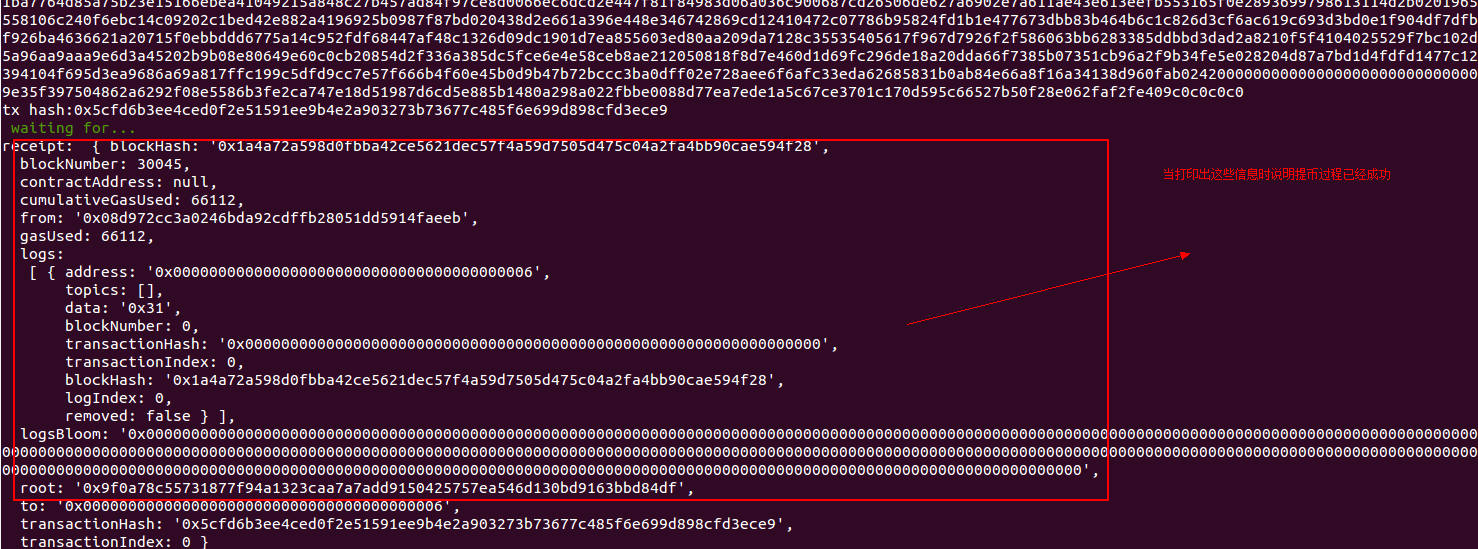 558106c240f6ebc14c09202c1bed42e882a4196925b0987f87bd020438d2e661a396e448e346742869cd12410472c07786b95824fd1b1e477673dbb83b464b6c1c826d3cf6ac619c693d3bd0e1f904df7dfb
f926ba4636621a20715f0ebbddd6775a14c952fdf68447af48c1326d09dc1901d7ea855603ed80aa209da7128c35535405617f967d7926f2f586063bb6283385ddbbd3dad2a8210f5f4104025529f7bc102d
5a96aa9aaa9e6d3a45202b9b08e80649e60c0cb20854d2f336a385dc5fce6e4e58ceb8ae212050818f8d7e460d1d69fc296de18a20dda66f7385b07351cb96a2f9b34fe5e028204d87a7bd1d4fdfd1477c12
394104f695d3ea9686a69a817ffc199c5dfd9cc7e57f666b4f60e45b0d9b47b72bccc3ba0dff02e728aee6f6afc33eda62685831b0ab84e66a8f16a34138d960fab024200000000000000000000000000000
9e35f397504862a6292f08e5586b3fe2ca747e18d51987d6cd5e885b1480a298a022fbbe0088d77ea7ede1a5c67ce3701c170d595c66527b50f28e062faf2fe409c0c0c0c0
tx hash:0x5cfd6b3ee4ced0f2e51591ee9b4e2a903273b73677c485f6e699d898cfd3ece9
waiting for...
receipt:  { blockHash: '0x1a4a72a598d0fbba42ce5621dec57f4a59d7505d475c04a2fa4bb90cae594f28',
blockNumber: 30045,
contractAddress: null,
当打印出这些信息时说明提币过程已经成功
cumulativeGasUsed: 66112,
from: '0x08d972cc3a0246bda92cdffb28051dd5914faeeb',
gasUsed: 66112,
logs:
[ { address: '0x0000000000000000000000000000000000000006',
topics: [],
data: '0x31',
blockNumber: 0,
transactionHash: '0x0000000000000000000000000000000000000000000000000000000000000000',
transactionIndex: 0,
blockHash: '0x1a4a72a598d0fbba42ce5621dec57f4a59d7505d475c04a2fa4bb90cae594f28',
logIndex: 0,
removed: false } ],
logsBloom:
root: '0x9f0a78c55731877f94a1323caa7a7add9150425757ea546d130bd9163bbd84df',
to: '0x0000000000000000000000000000000000000006',
transactionHash: '0x5cfd6b3ee4ced0f2e51591ee9b4e2a903273b73677c485f6e699d898cfd3ece9',
transactionIndex: 0 }